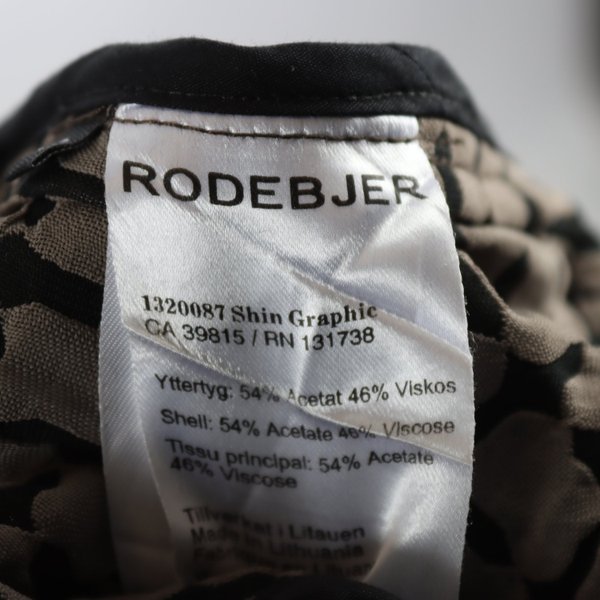 RODEBJER
1320087 Shin Graphic
CA 39815 / RN 131738
Yttertyg: 54% Acetat 46% Viskos
Shell: 54% Acetate 46% Viscose
Tissu principal: 54% Acetate
46% Viscose
Tillverkat i Litauen
Made in Lithuania